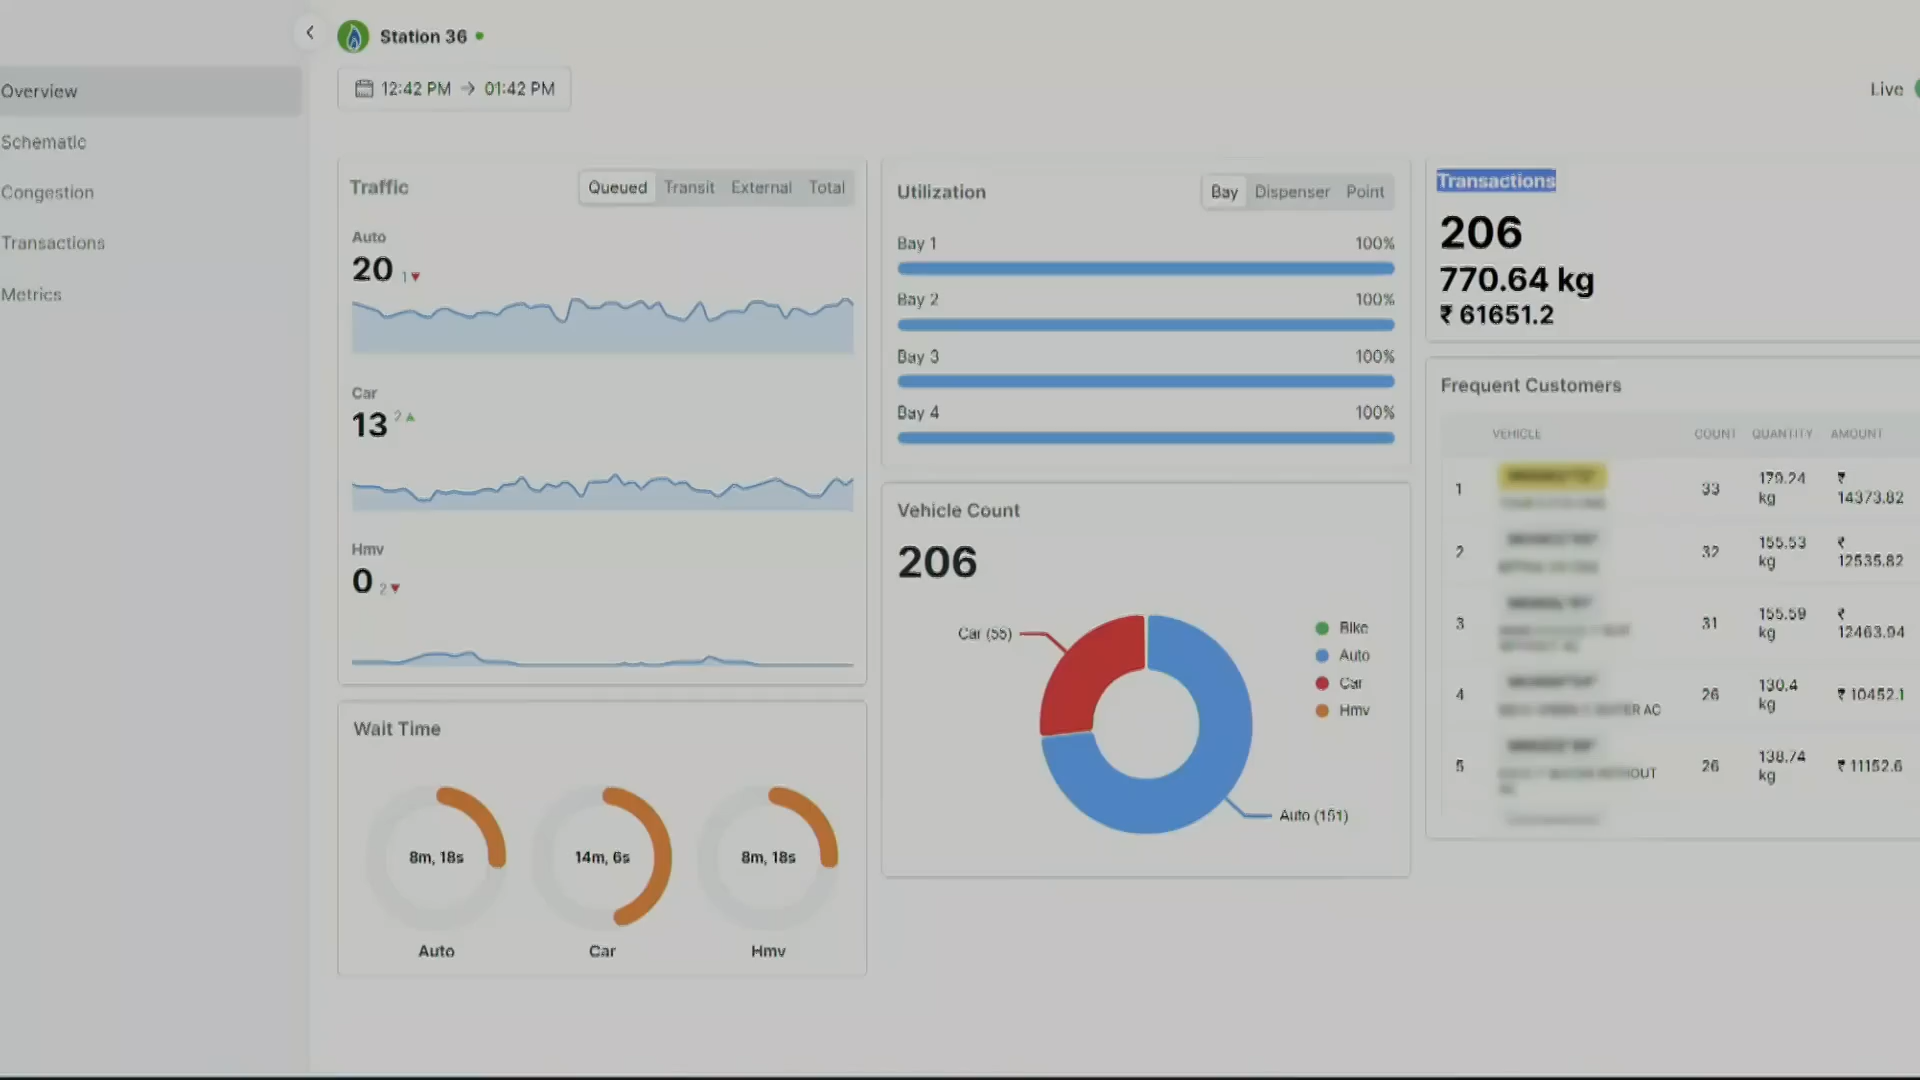 Station 36
12:42 PM → 01:42 PM
Live
Overview
Schematic
Congestion
Transactions
Metrics
Traffic
Queued Transit External Total
Auto
20 1
Car
13 2
Hmv
0 2
Wait Time
8m, 18s
14m, 6s
8m, 18s
Auto
Car
Hmv
Utilization
Bay Dispenser Point
Bay 1 100%
Bay 2 100%
Bay 3 100%
Bay 4 100%
Vehicle Count
206
Car (55)
Auto (151)
Bike
Auto
Car
Hmv
Transactions
206
770.64 kg
₹ 61651.2
Frequent Customers
VEHICLE COUNT QUANTITY AMOUNT
1 33 179.24 kg ₹ 14373.82
2 32 155.53 kg ₹ 12535.82
3 31 155.59 kg ₹ 12463.94
4 AC 26 130.4 kg ₹ 10452.1
5 26 138.74 kg ₹ 11152.6